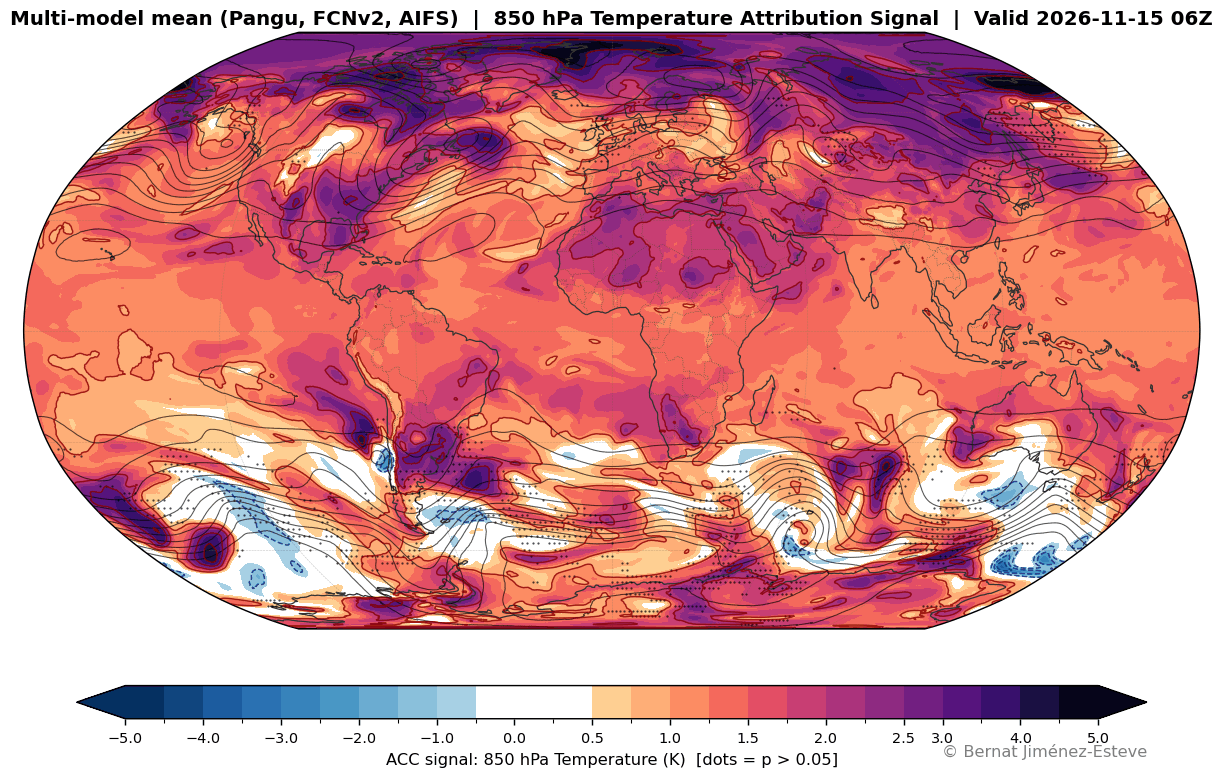 Multi-model mean (Pangu, FCNv2, AIFS)  |  850 hPa Temperature Attribution Signal  |  Valid 2026-11-15 06Z
−5.0 −4.0 −3.0 −2.0 −1.0 0.0 0.5 1.0 1.5 2.0 2.5 3.0 4.0 5.0
ACC signal: 850 hPa Temperature (K)  [dots = p > 0.05]
© Bernat Jiménez-Esteve